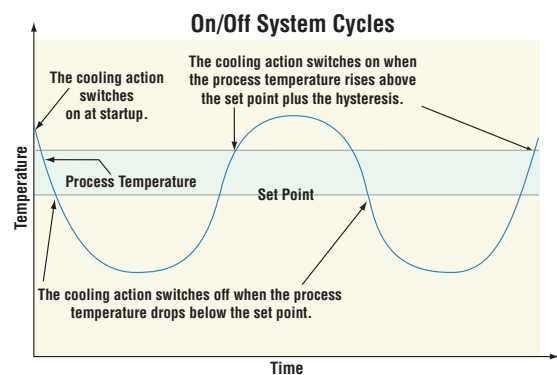 On/Off System Cycles
The cooling action
switches
on at startup.
The cooling action switches on when
the process temperature rises above
the set point plus the hysteresis.
Temperature
Process Temperature
Set Point
The cooling action switches off when the process
temperature drops below the set point.
Time